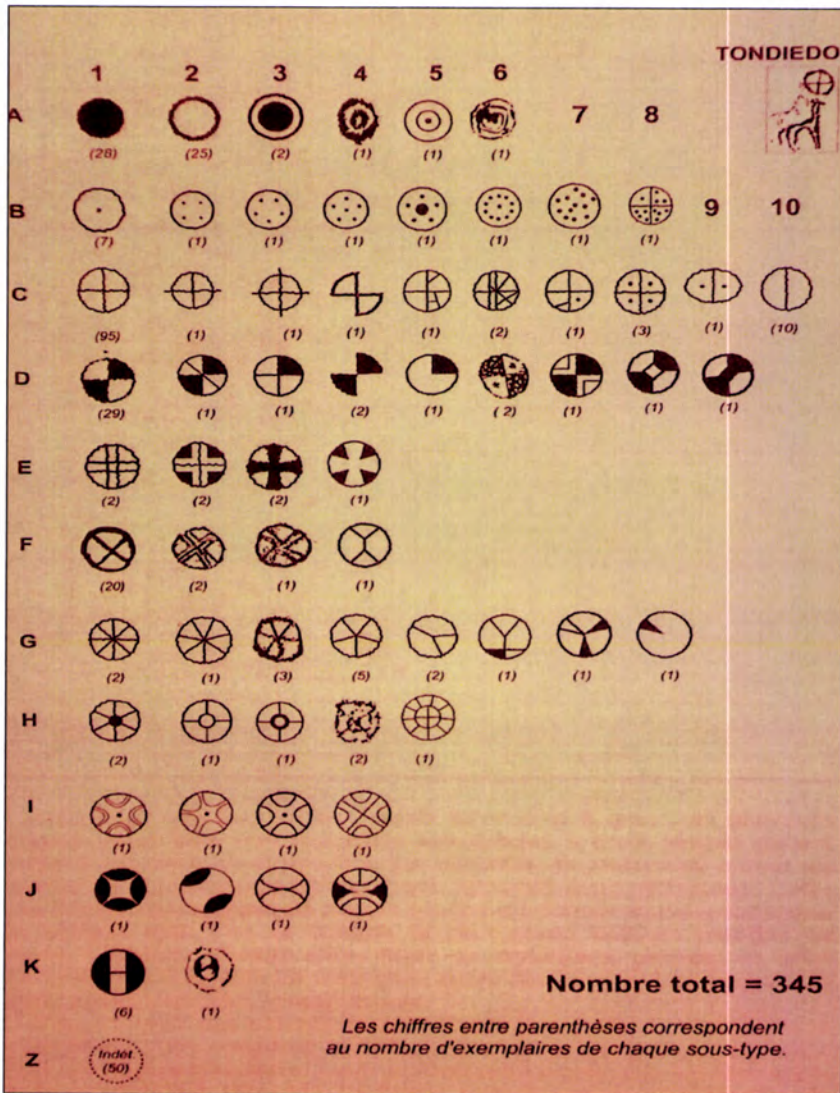 TONDIEDO
1 2 3 4 5 6
A 7 8
(28) (25) (2) (1) (1) (1)
B 9 10
(7) (1) (1) (1) (1) (1) (1) (1)
C
(95) (1) (1) (1) (1) (2) (1) (3) (1) (10)
D
(29) (1) (1) (2) (1) (2) (1) (1) (1)
E
(2) (2) (2) (1)
F
(20) (2) (1) (1)
G
(2) (1) (3) (5) (2) (1) (1) (1)
H
(2) (1) (1) (2) (1)
I
(1) (1) (1) (1)
J
(1) (1) (1) (1)
K
Nombre total = 345
(6) (1)
Les chiffres entre parenthèses correspondent
au nombre d'exemplaires de chaque sous-type.
Z
Indét.
(50)